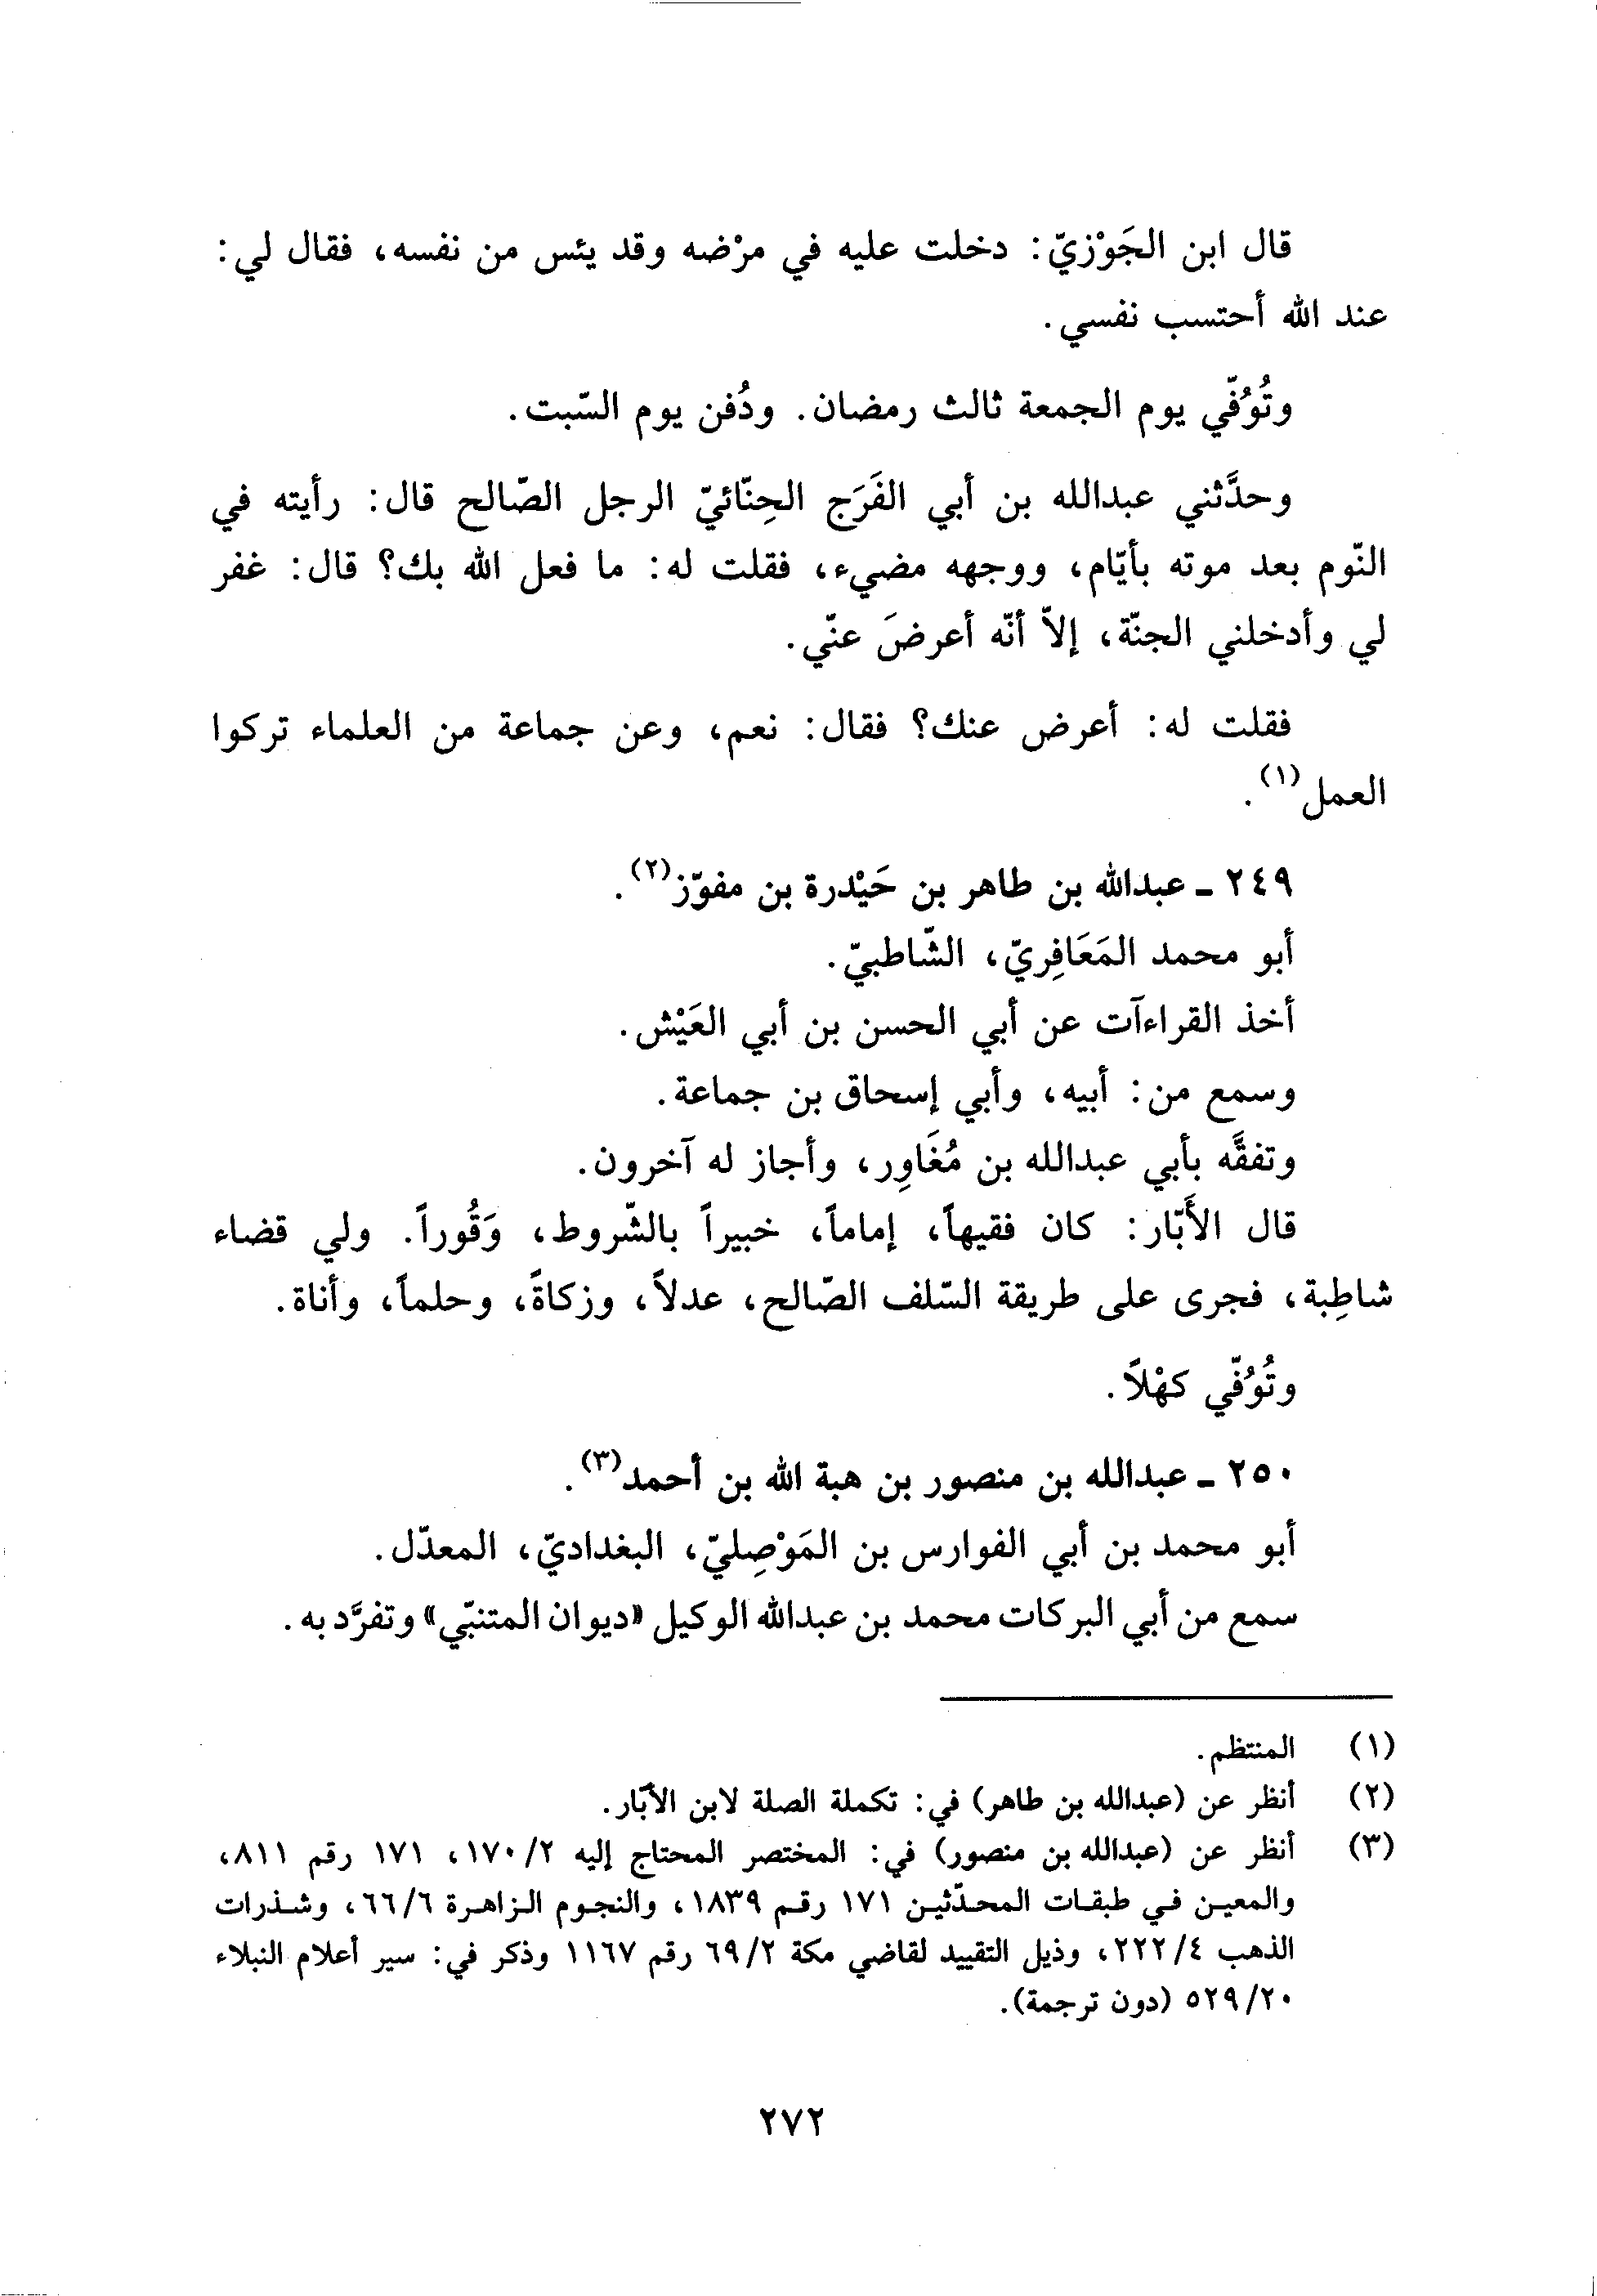 قال ابن الجَوْزيّ: دخلت عليه في مرْضه وقد يئس من نفسه، فقال لي:
عند الله أحتسب نفسي.
وتُوُفّي يوم الجمعة ثالث رمضان. ودُفن يوم السّبت.
وحدَّثني عبدالله بن أبي الفَرَج الحِنّائيّ الرجل الصّالح قال: رأيته في
النّوم بعد موته بأيّام، ووجهه مضيء، فقلت له: ما فعل الله بك؟ قال: غفر
لي وأدخلني الجنّة، إلاّ أنّه أعرضَ عنّي.
فقلت له: أعرض عنك؟ فقال: نعم، وعن جماعة من العلماء تركوا
العمل(١).
٢٤٩ ـ عبدالله بن طاهر بن حَيْدرة بن مفوّز(٢).
أبو محمد المَعَافِريّ، الشّاطبيّ.
أخذ القراءآت عن أبي الحسن بن أبي العَيْش.
وسمع من: أبيه، وأبي إسحاق بن جماعة.
وتفقَّه بأبي عبدالله بن مُغَاوِر، وأجاز له آخرون.
قال الأَبّار: كان فقيهاً، إماماً، خبيراً بالشّروط، وَقُوراً. ولي قضاء
شاطِبة، فجرى على طريقة السّلف الصّالح، عدلاً، وزكاةً، وحلماً، وأناة.
وتُوُفّي كهْلاً.
٢٥٠ ـ عبدالله بن منصور بن هبة الله بن أحمد(٣).
أبو محمد بن أبي الفوارس بن المَوْصِليّ، البغداديّ، المعدّل.
سمع من أبي البركات محمد بن عبدالله الوكيل «ديوان المتنبّي» وتفرَّد به.
(١) المنتظم.
(٢) أنظر عن (عبدالله بن طاهر) في: تكملة الصلة لابن الأبّار.
(٣) أنظر عن (عبدالله بن منصور) في: المختصر المحتاج إليه ٢/١٧٠، ١٧١ رقم ٨١١،
والمعين في طبقات المحدّثين ١٧١ رقم ١٨٣٩، والنجوم الزاهرة ٦/٦٦، وشذرات
الذهب ٤/٢٢٢، وذيل التقييد لقاضي مكة ٢/٦٩ رقم ١١٦٧ وذكر في: سير أعلام النبلاء
٢٠/٥٢٩ (دون ترجمة).
٢٧٢